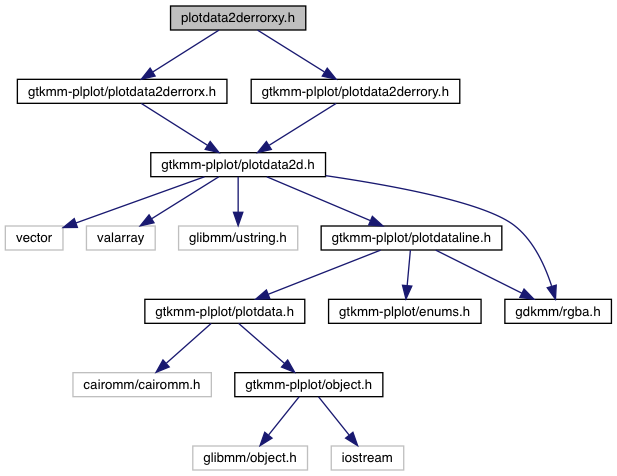 plotdata2derrorxy.h
gtkmm-plplot/plotdata2derrorx.h
gtkmm-plplot/plotdata2derrory.h
gtkmm-plplot/plotdata2d.h
vector
valarray
glibmm/ustring.h
gtkmm-plplot/plotdataline.h
gtkmm-plplot/plotdata.h
gtkmm-plplot/enums.h
gdkmm/rgba.h
cairomm/cairomm.h
gtkmm-plplot/object.h
glibmm/object.h
iostream